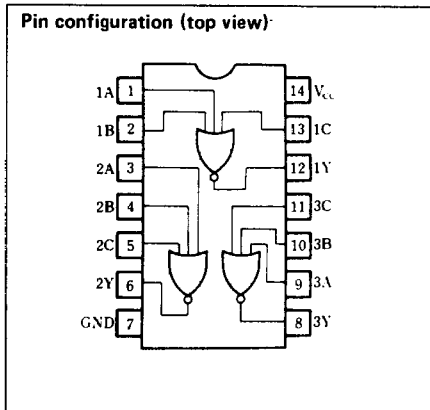 Pin configuration (top view)
1A 1 14 Vcc
1B 2 13 1C
2A 3 12 1Y
2B 4 11 3C
2C 5 10 3B
2Y 6 9 3A
GND 7 8 3Y